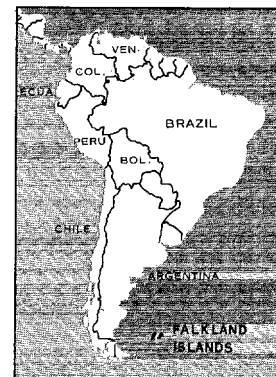 VEN.
COL.
ECUA.
BRAZIL
PERU
BOL.
CHILE
ARGENTINA
FALKLAND
ISLANDS